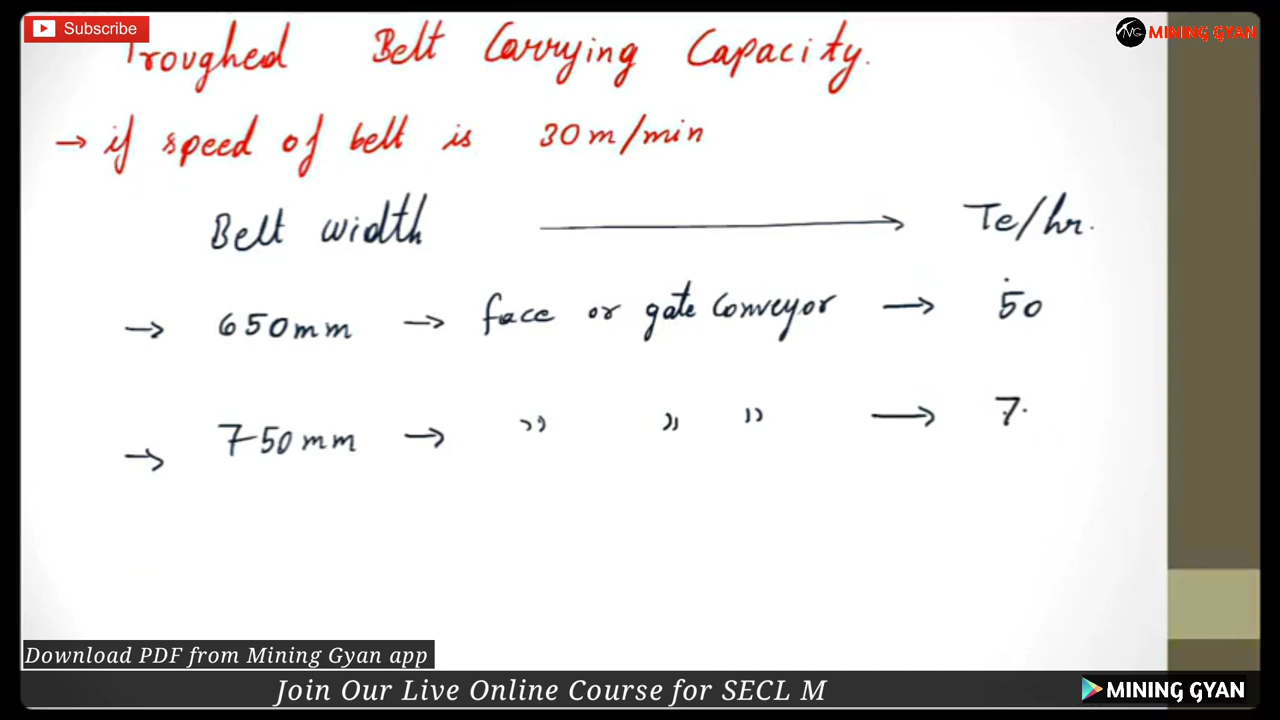 Subscribe
MINING GYAN
Troughed Belt Carrying Capacity.
→ if speed of belt is 30m/min
Belt width → Te/hr.
→ 650mm → face or gate Conveyor → 50
→ 750mm → " " " → 7
Download PDF from Mining Gyan app
Join Our Live Online Course for SECL M
MINING GYAN